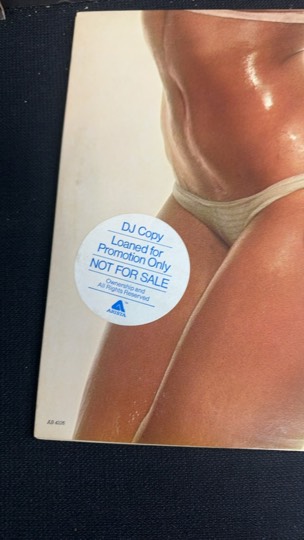 DJ Copy
Loaned for
Promotion Only
NOT FOR SALE
Ownership and
All Rights Reserved
ARISTA